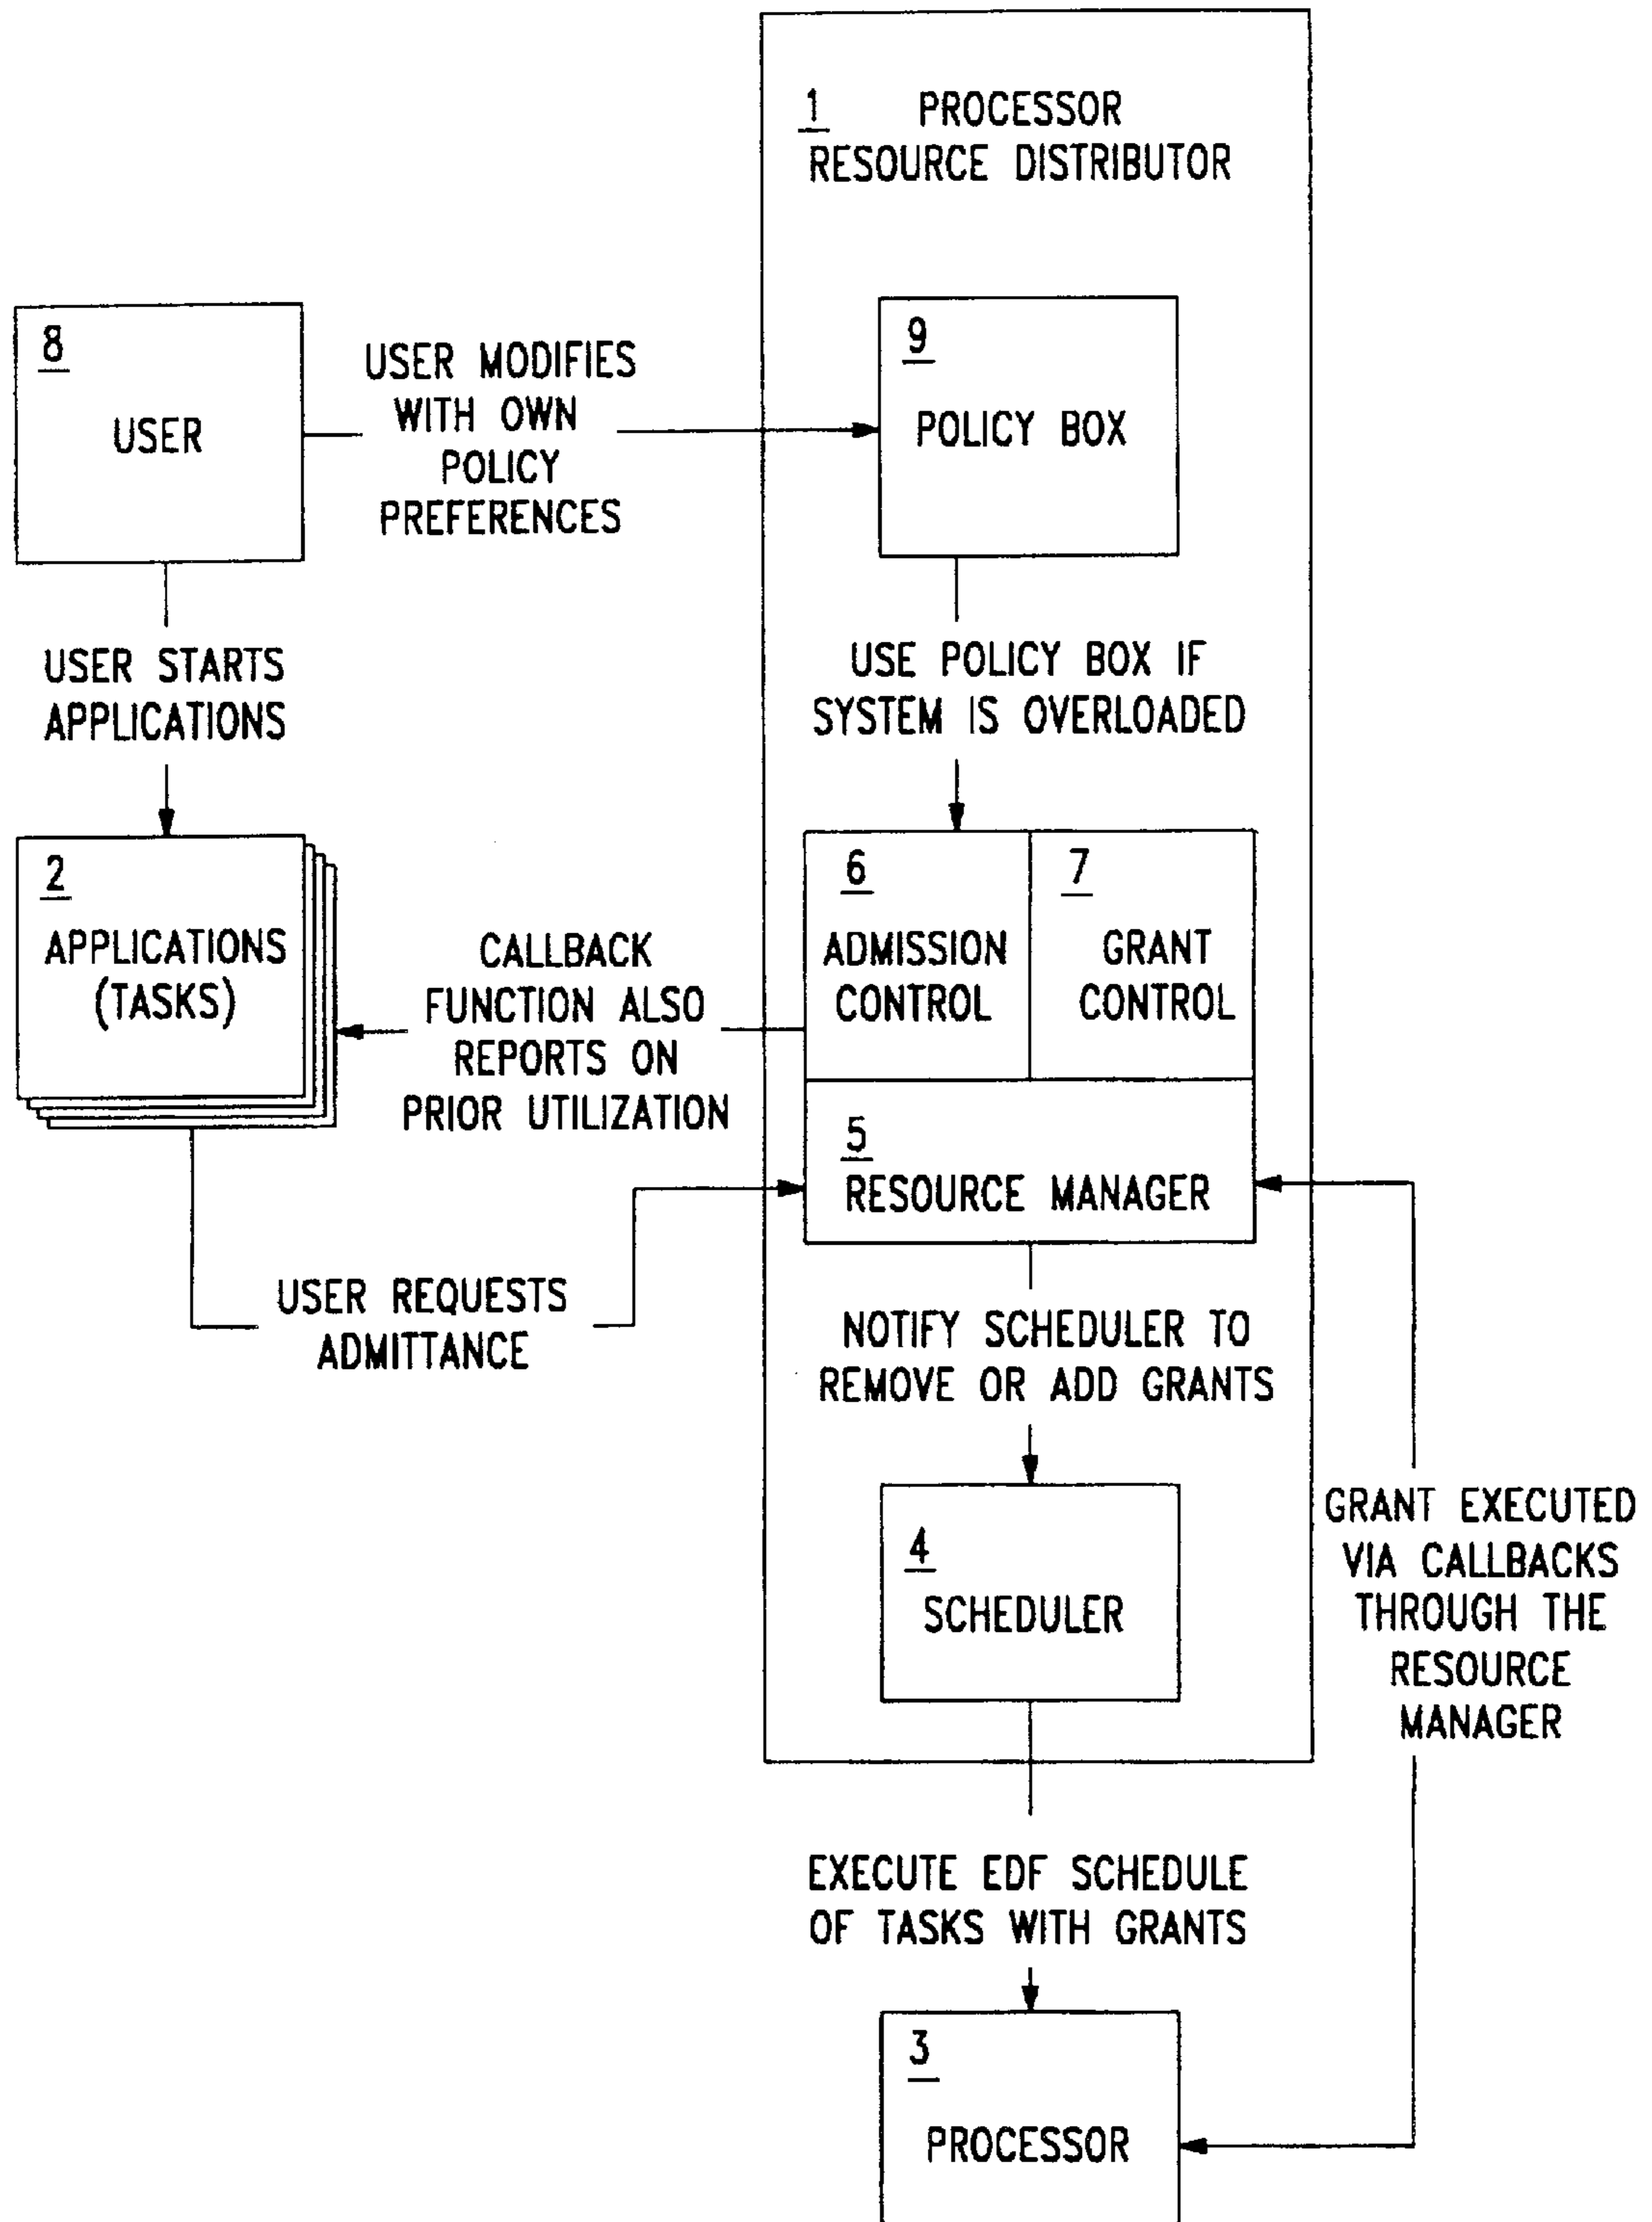 1 PROCESSOR
RESOURCE DISTRIBUTOR
8
USER
USER MODIFIES
WITH OWN
POLICY
PREFERENCES
9
POLICY BOX
USER STARTS
APPLICATIONS
USE POLICY BOX IF
SYSTEM IS OVERLOADED
2
APPLICATIONS
(TASKS)
CALLBACK
FUNCTION ALSO
REPORTS ON
PRIOR UTILIZATION
6
ADMISSION
CONTROL
7
GRANT
CONTROL
5
RESOURCE MANAGER
USER REQUESTS
ADMITTANCE
NOTIFY SCHEDULER TO
REMOVE OR ADD GRANTS
4
SCHEDULER
GRANT EXECUTED
VIA CALLBACKS
THROUGH THE
RESOURCE
MANAGER
EXECUTE EDF SCHEDULE
OF TASKS WITH GRANTS
3
PROCESSOR